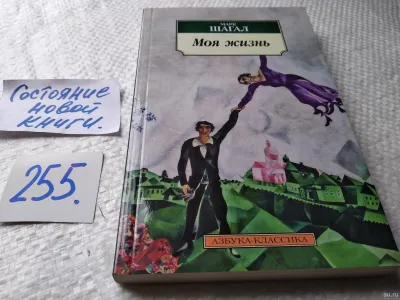 Состояние
новой
книги.
255.
МАРК
ШАГАЛ
Моя жизнь
АЗБУКА-КЛАССИКА